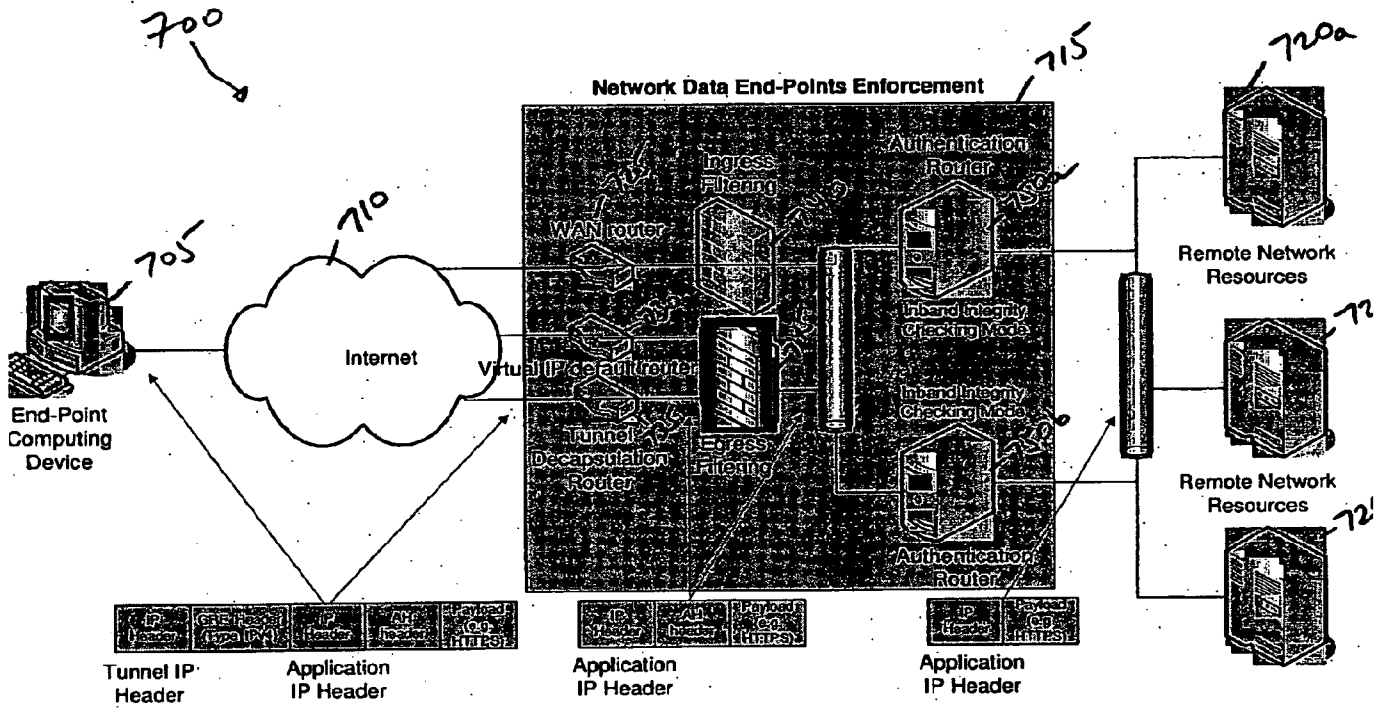 700
715
720a
Network Data End-Points Enforcement
Authentication
Router
Ingress
Filtering
710
WAN router
705
Remote Network
Resources
Inband Integrity
Checking Mode
Internet
Virtual IP default router
Inband Integrity
Checking Mode
End-Point
Computing
Device
Tunnel
Decapsulation
Router
Egress
Filtering
Remote Network
Resources
Authentication
Router
IP
Header
GRE Header
(Type IPv4)
IP
Header
AH
header
Payload
(e.g.
HTTPS)
IP
Header
AH
header
Payload
(e.g.
HTTPS)
IP
Header
Payload
(e.g.
HTTPS)
Tunnel IP
Header
Application
IP Header
Application
IP Header
Application
IP Header